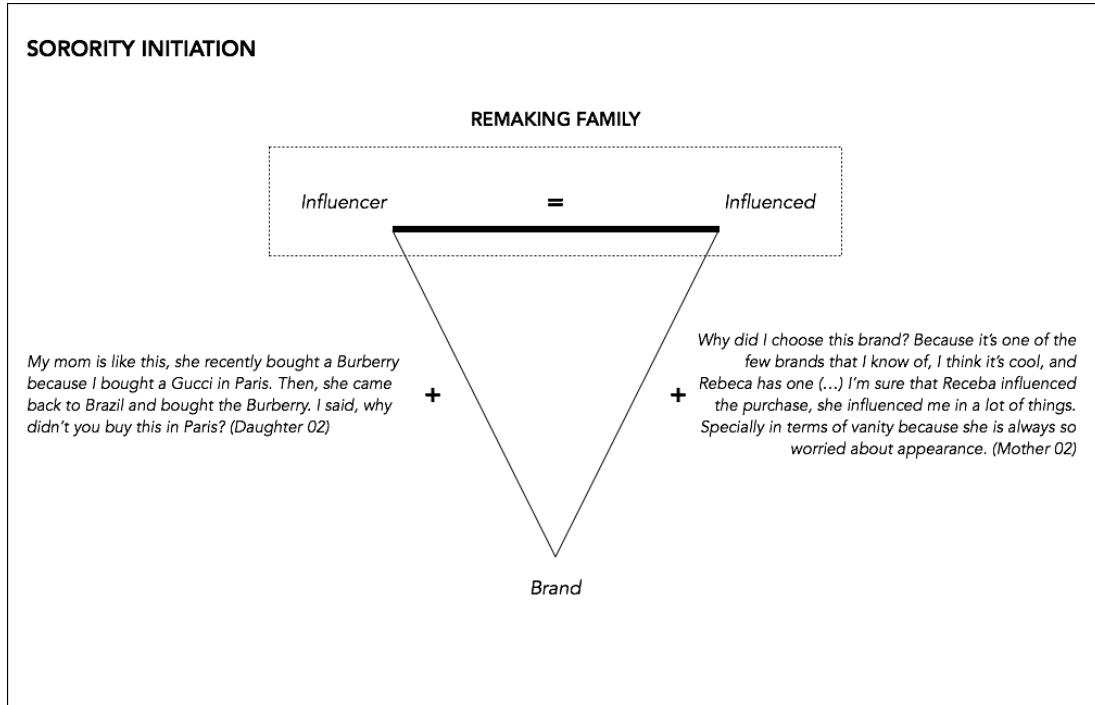 SORORITY INITIATION
REMAKING FAMILY
Influencer
=
Influenced
My mom is like this, she recently bought a Burberry
because I bought a Gucci in Paris. Then, she came
back to Brazil and bought the Burberry. I said, why
didn't you buy this in Paris? (Daughter 02)
+
+
Why did I choose this brand? Because it's one of the
few brands that I know of, I think it's cool, and
Rebeca has one (...) I'm sure that Receba influenced
the purchase, she influenced me in a lot of things.
Specially in terms of vanity because she is always so
worried about appearance. (Mother 02)
Brand